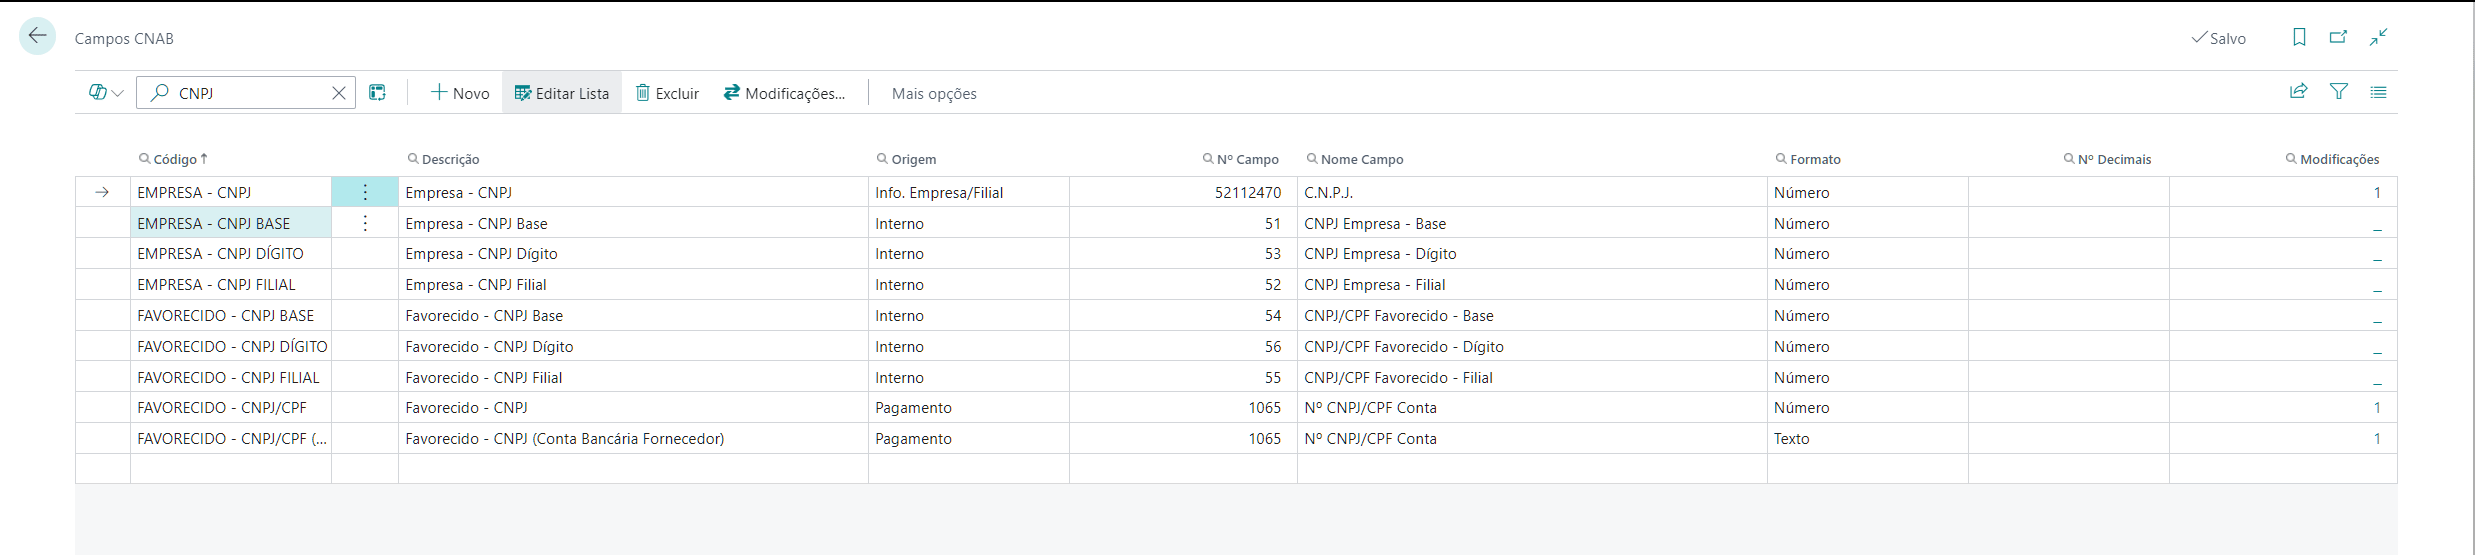 Campos CNAB
Salvo
CNPJ
Novo
Editar Lista
Excluir
Modificações...
Mais opções
Código ↑ Descrição Origem Nº Campo Nome Campo Formato Nº Decimais Modificações
EMPRESA - CNPJ Empresa - CNPJ Info. Empresa/Filial 52112470 C.N.P.J. Número 1
EMPRESA - CNPJ BASE Empresa - CNPJ Base Interno 51 CNPJ Empresa - Base Número _
EMPRESA - CNPJ DÍGITO Empresa - CNPJ Dígito Interno 53 CNPJ Empresa - Dígito Número _
EMPRESA - CNPJ FILIAL Empresa - CNPJ Filial Interno 52 CNPJ Empresa - Filial Número _
FAVORECIDO - CNPJ BASE Favorecido - CNPJ Base Interno 54 CNPJ/CPF Favorecido - Base Número _
FAVORECIDO - CNPJ DÍGITO Favorecido - CNPJ Dígito Interno 56 CNPJ/CPF Favorecido - Dígito Número _
FAVORECIDO - CNPJ FILIAL Favorecido - CNPJ Filial Interno 55 CNPJ/CPF Favorecido - Filial Número _
FAVORECIDO - CNPJ/CPF Favorecido - CNPJ Pagamento 1065 Nº CNPJ/CPF Conta Número 1
FAVORECIDO - CNPJ/CPF (... Favorecido - CNPJ (Conta Bancária Fornecedor) Pagamento 1065 Nº CNPJ/CPF Conta Texto 1